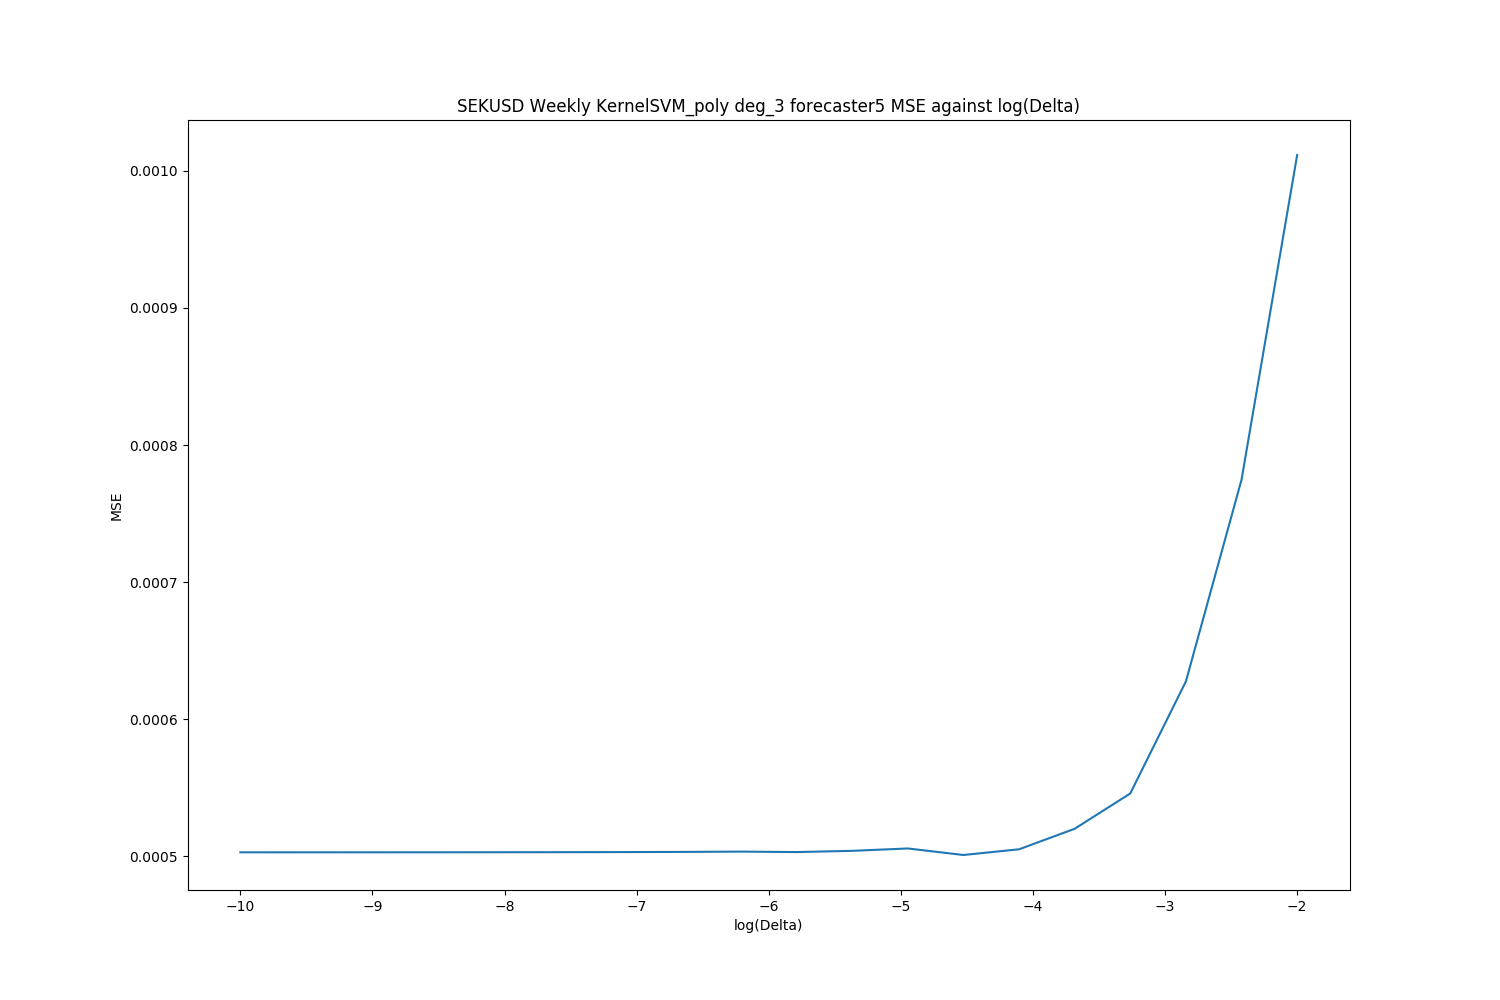 SEKUSD Weekly KernelSVM_poly deg_3 forecaster5 MSE against log(Delta)
0.0010
0.0009
0.0008
0.0007
0.0006
0.0005
MSE
−10 −9 −8 −7 −6 −5 −4 −3 −2
log(Delta)